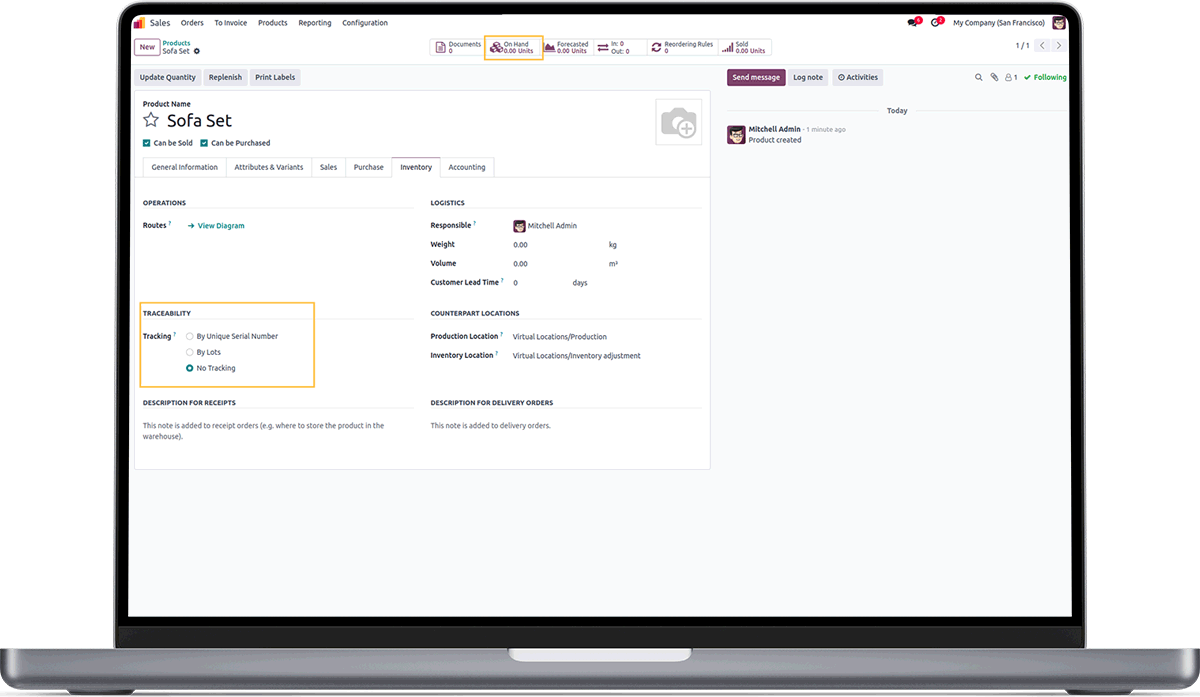 Sales Orders To Invoice Products Reporting Configuration
6 2 My Company (San Francisco)
New Products
Sofa Set
Documents
0
On Hand
0.00 Units
Forecasted
0.00 Units
In: 0
Out: 0
Reordering Rules
0
Sold
0.00 Units
1 / 1
Update Quantity Replenish Print Labels
Send message Log note Activities 1 Following
Product Name
Sofa Set
Can be Sold Can be Purchased
General Information Attributes & Variants Sales Purchase Inventory Accounting
Today
Mitchell Admin - 1 minute ago
Product created
OPERATIONS
Routes ? View Diagram
LOGISTICS
Responsible ? Mitchell Admin
Weight 0.00 kg
Volume 0.00 m³
Customer Lead Time ? 0 days
TRACEABILITY
Tracking ? By Unique Serial Number
By Lots
No Tracking
COUNTERPART LOCATIONS
Production Location ? Virtual Locations/Production
Inventory Location ? Virtual Locations/Inventory adjustment
DESCRIPTION FOR RECEIPTS
This note is added to receipt orders (e.g. where to store the product in the
warehouse).
DESCRIPTION FOR DELIVERY ORDERS
This note is added to delivery orders.